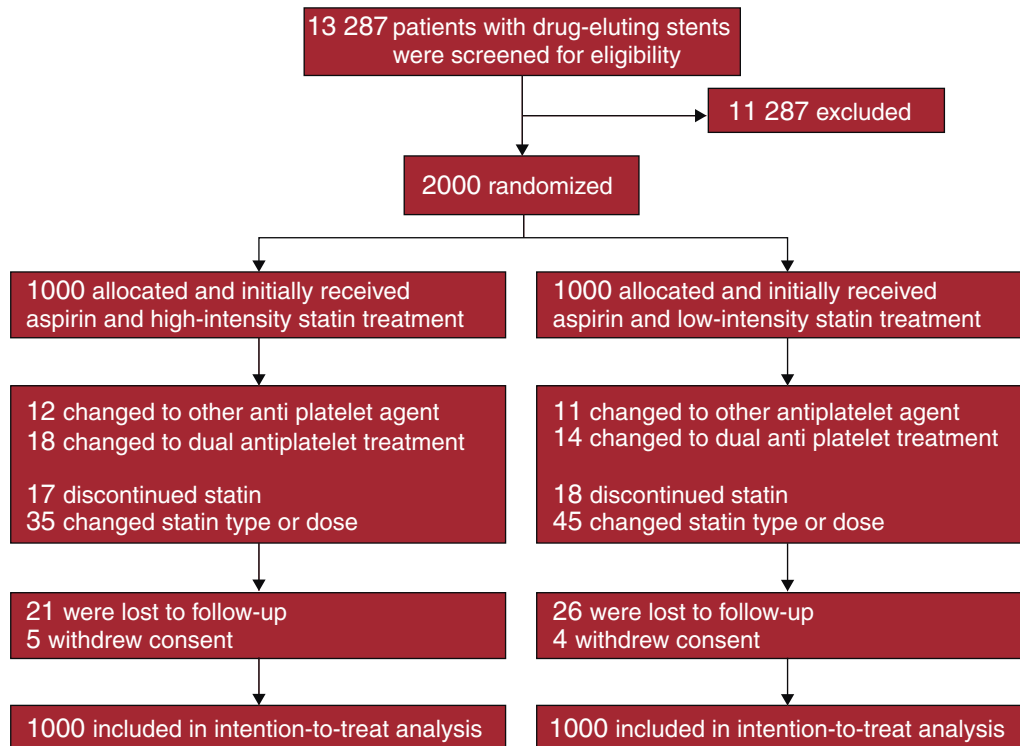 13 287 patients with drug-eluting stents
were screened for eligibility
11 287 excluded
2000 randomized
1000 allocated and initially received
aspirin and high-intensity statin treatment
1000 allocated and initially received
aspirin and low-intensity statin treatment
12 changed to other anti platelet agent
18 changed to dual antiplatelet treatment
17 discontinued statin
35 changed statin type or dose
11 changed to other antiplatelet agent
14 changed to dual anti platelet treatment
18 discontinued statin
45 changed statin type or dose
21 were lost to follow-up
5 withdrew consent
26 were lost to follow-up
4 withdrew consent
1000 included in intention-to-treat analysis
1000 included in intention-to-treat analysis